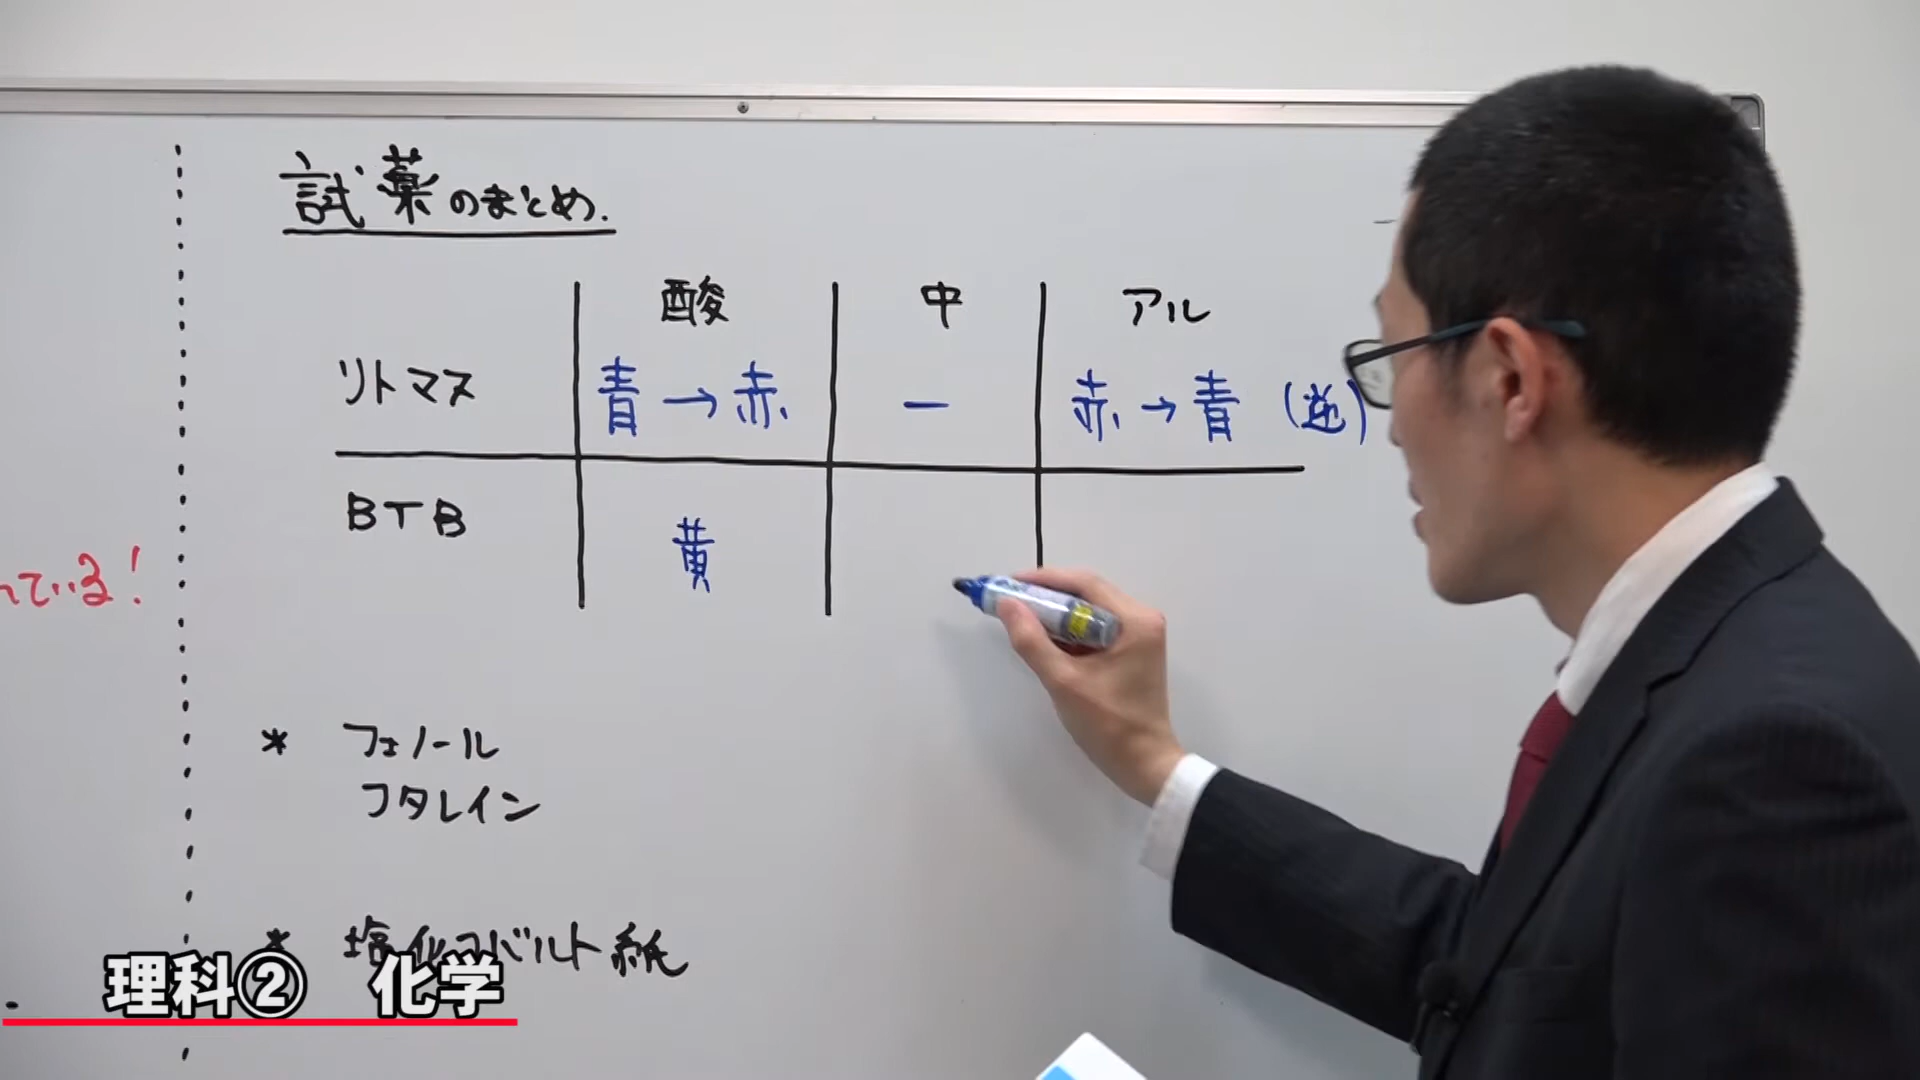 試薬のまとめ.
酸 中 アル
リトマス 青→赤 ー 赤→青 (逆)
BTB 黄
ている!
* フェノール
フタレイン
* 塩化コバルト紙
理科② 化学